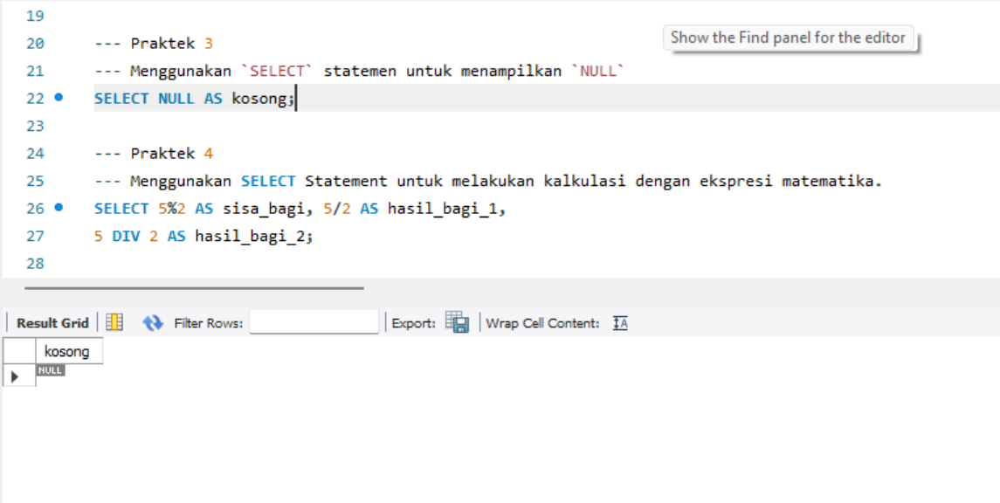 19
20 --- Praktek 3
Show the Find panel for the editor
21 --- Menggunakan `SELECT` statemen untuk menampilkan `NULL`
22 SELECT NULL AS kosong;
23
24 --- Praktek 4
25 --- Menggunakan SELECT Statement untuk melakukan kalkulasi dengan ekspresi matematika.
26 SELECT 5%2 AS sisa_bagi, 5/2 AS hasil_bagi_1,
27 5 DIV 2 AS hasil_bagi_2;
28
Result Grid Filter Rows: Export: Wrap Cell Content: IA
kosong
NULL